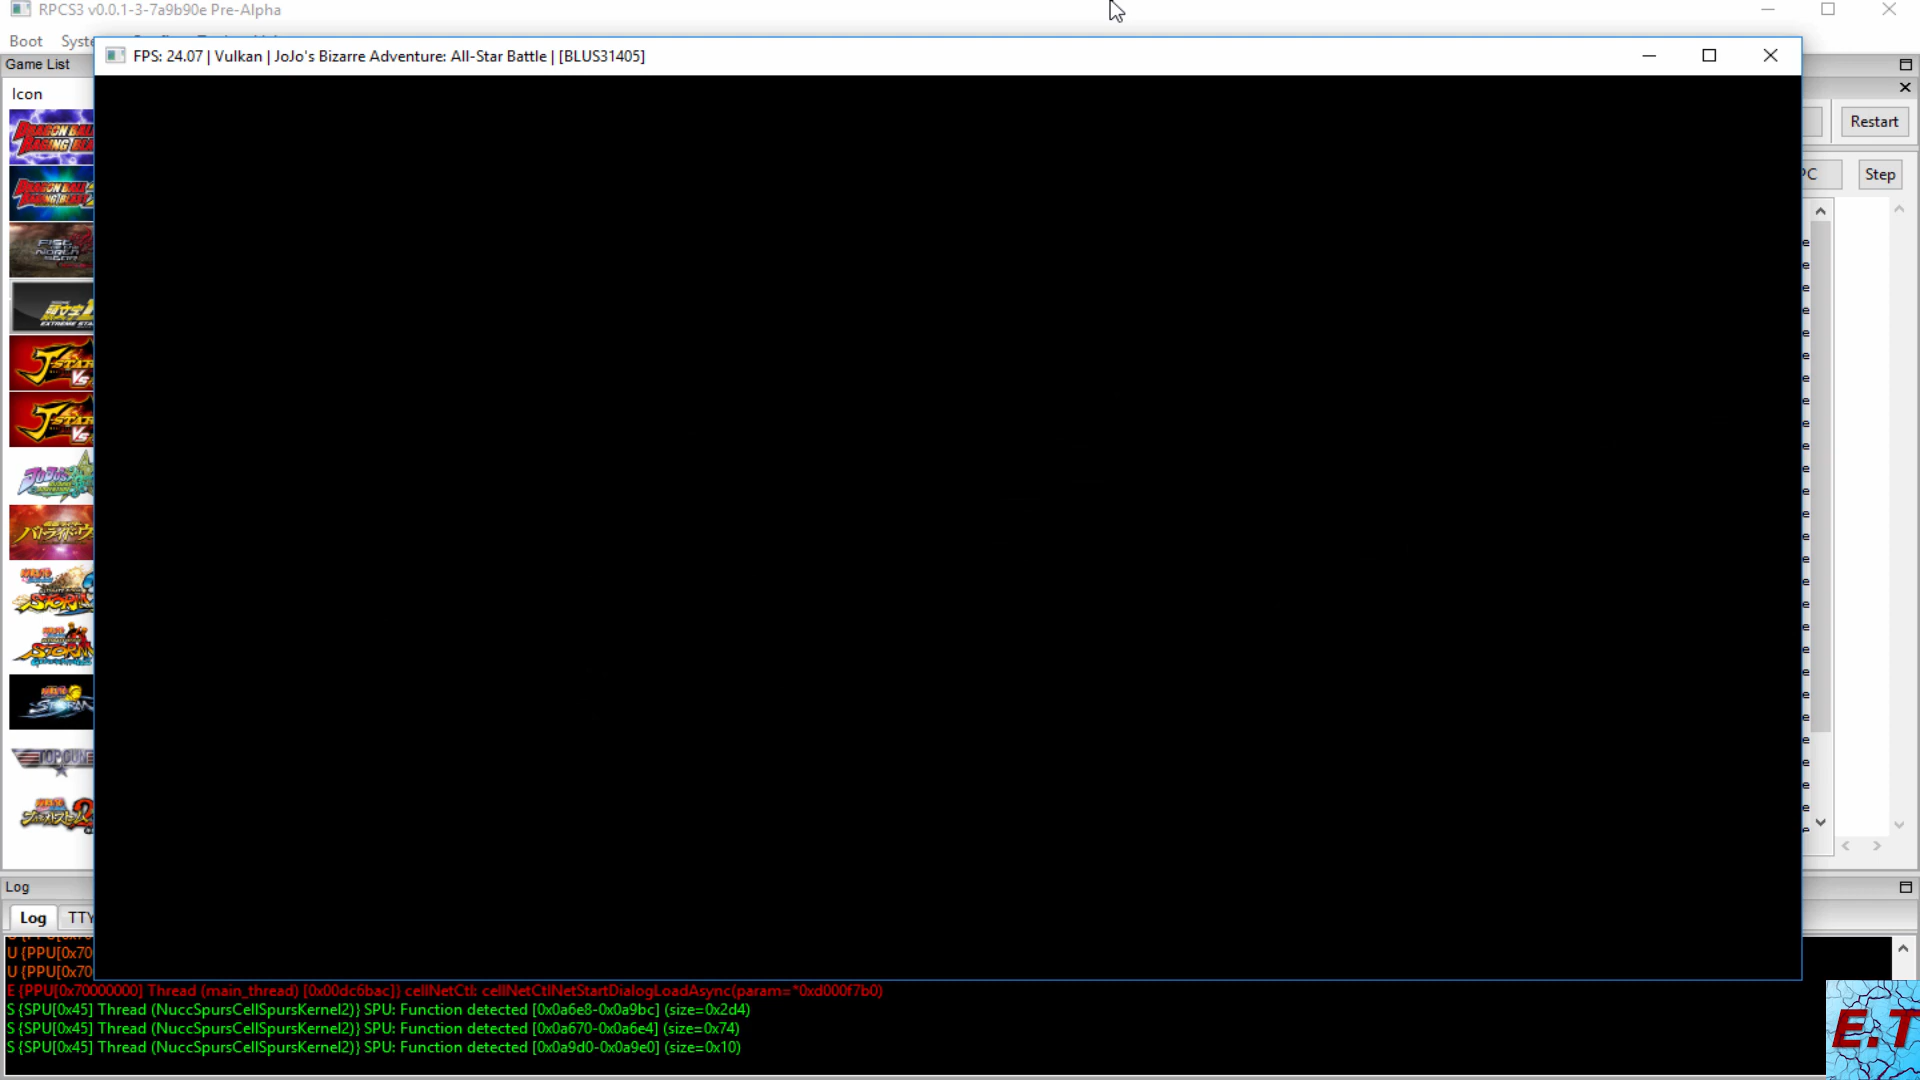 RPCS3 v0.0.1-3-7a9b90e Pre-Alpha
Boot
FPS: 24.07 | Vulkan | JoJo's Bizarre Adventure: All-Star Battle | [BLUS31405]
Game List
Icon
Restart
PC
Step
Log
Log TTY
U {PPU[0x70
U {PPU[0x70
E {PPU[0x70000000] Thread (main_thread) [0x00dc6bac]} cellNetCtl: cellNetCtlNetStartDialogLoadAsync(param=*0xd000f7b0)
S {SPU[0x45] Thread (NuccSpursCellSpursKernel2)} SPU: Function detected [0x0a6e8-0x0a9bc] (size=0x2d4)
S {SPU[0x45] Thread (NuccSpursCellSpursKernel2)} SPU: Function detected [0x0a670-0x0a6e4] (size=0x74)
S {SPU[0x45] Thread (NuccSpursCellSpursKernel2)} SPU: Function detected [0x0a9d0-0x0a9e0] (size=0x10)
E.T